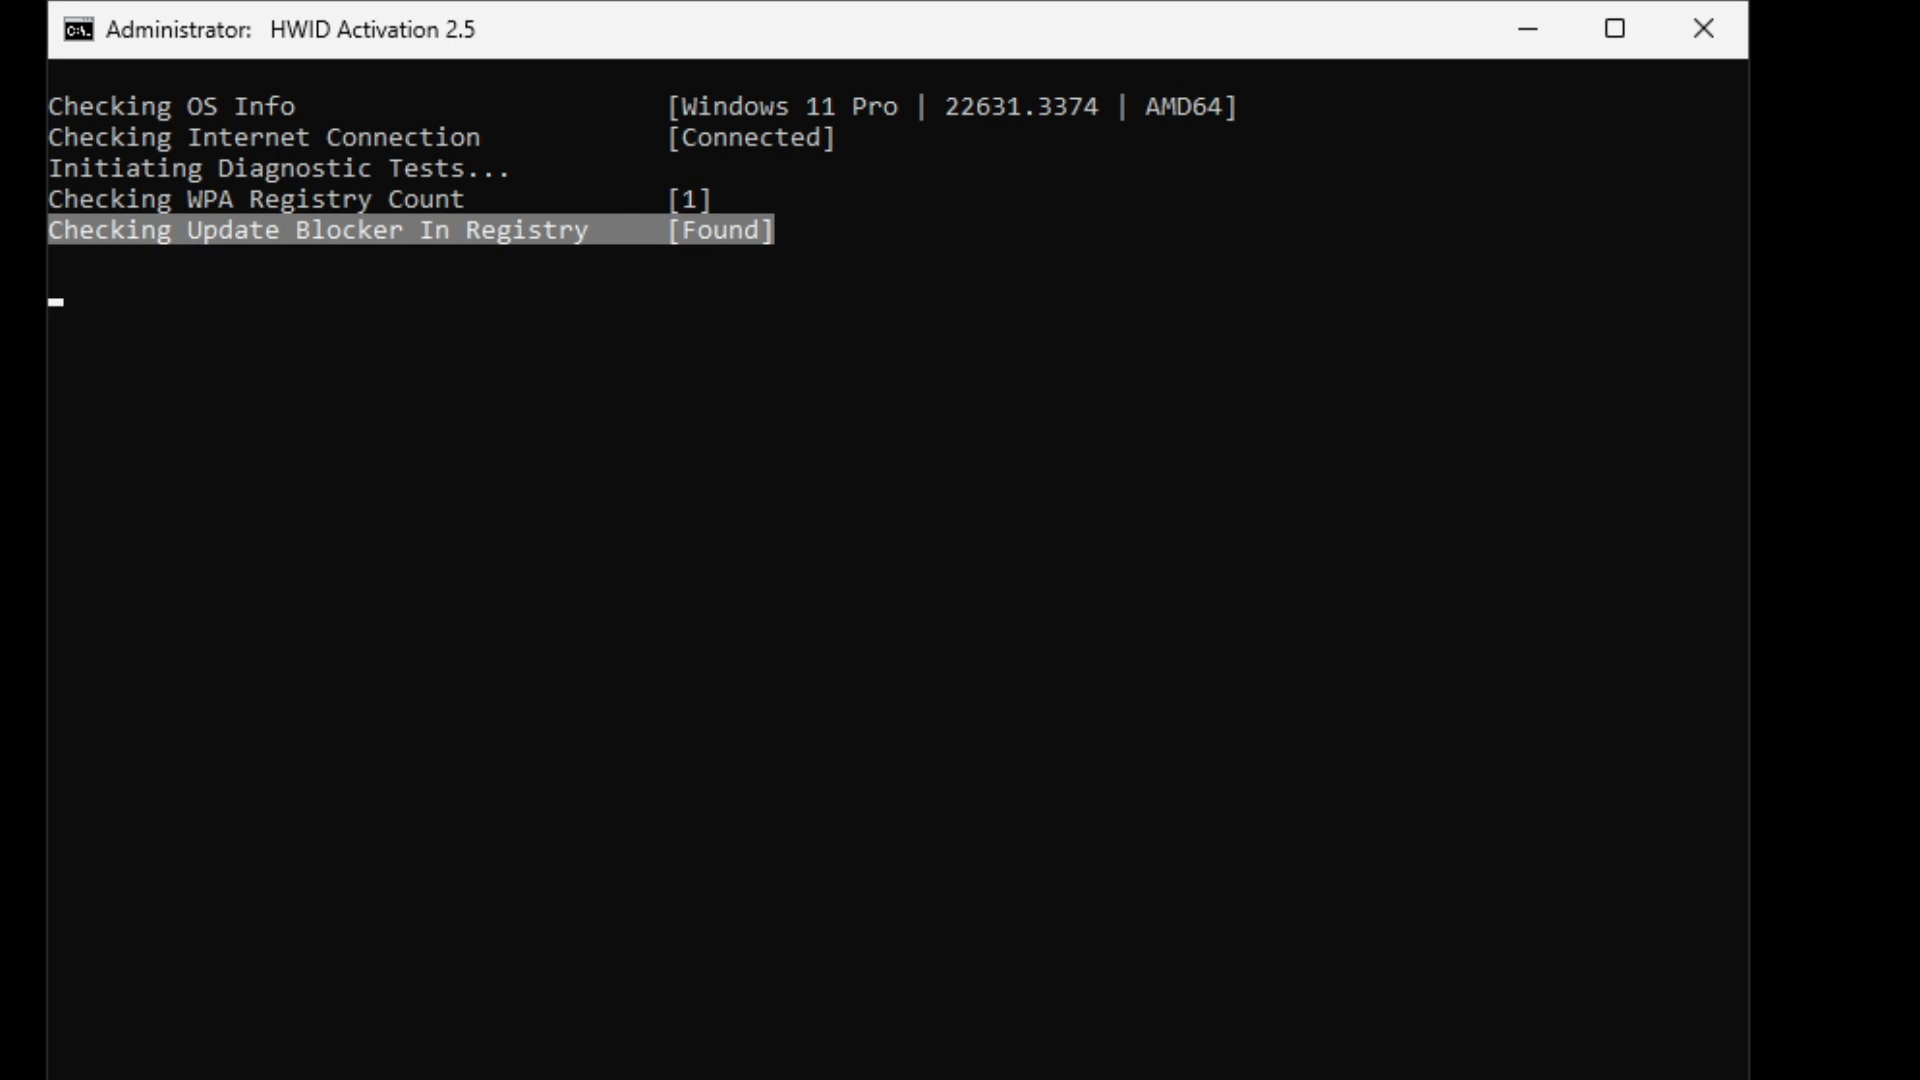 Administrator: HWID Activation 2.5
Checking OS Info [Windows 11 Pro | 22631.3374 | AMD64]
Checking Internet Connection [Connected]
Initiating Diagnostic Tests...
Checking WPA Registry Count [1]
Checking Update Blocker In Registry [Found]